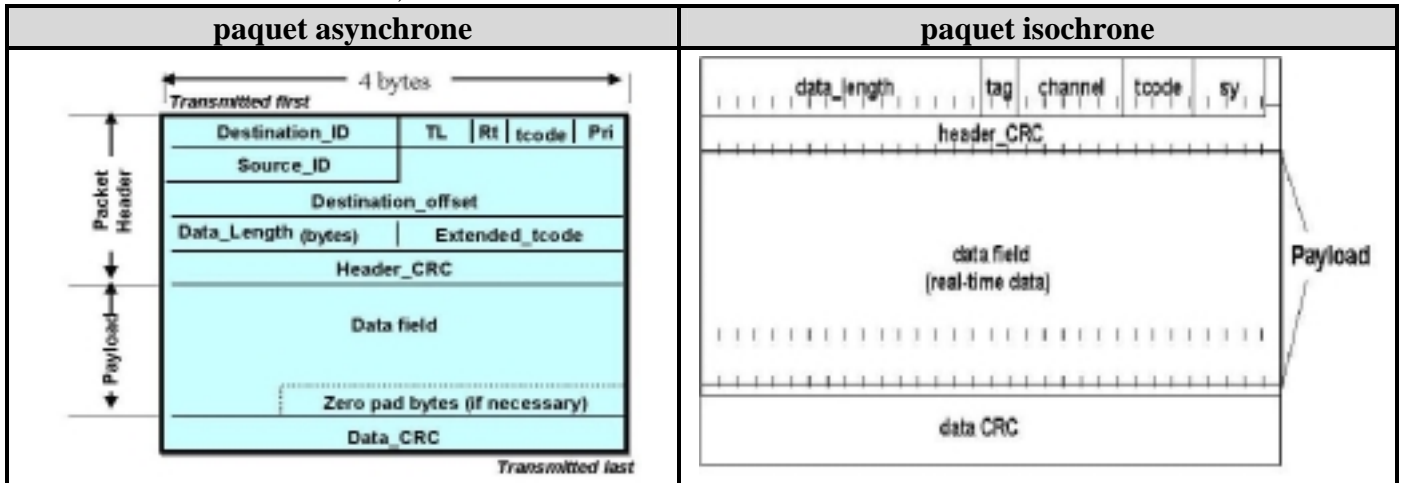 paquet asynchrone
paquet isochrone
4 bytes
Transmitted first
Destination_ID TL Rt tcode Pri
Source_ID
Destination_offset
Data_Length (bytes) Extended_tcode
Header_CRC
Data field
Zero pad bytes (if necessary)
Data_CRC
Transmitted last
Packet
Header
Payload
data_length tag channel tcode sy
header_CRC
data field
(real-time data)
Payload
data CRC